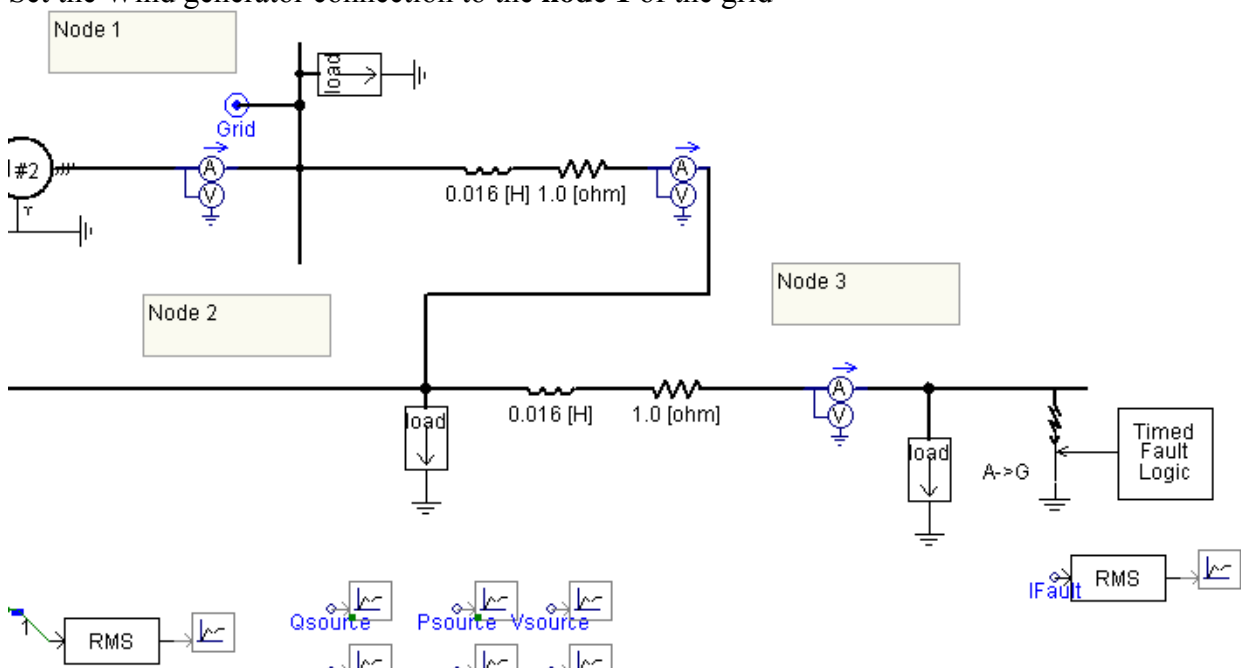 Set the Wind generator connection to the node 1 of the grid
Node 1
load
Grid
#2
A
V
0.016 [H] 1.0 [ohm]
A
V
Node 3
Node 2
0.016 [H]
1.0 [ohm]
A
V
load
load
A->G
Timed
Fault
Logic
RMS
IFault
Qsource
Psource
Vsource
1
RMS